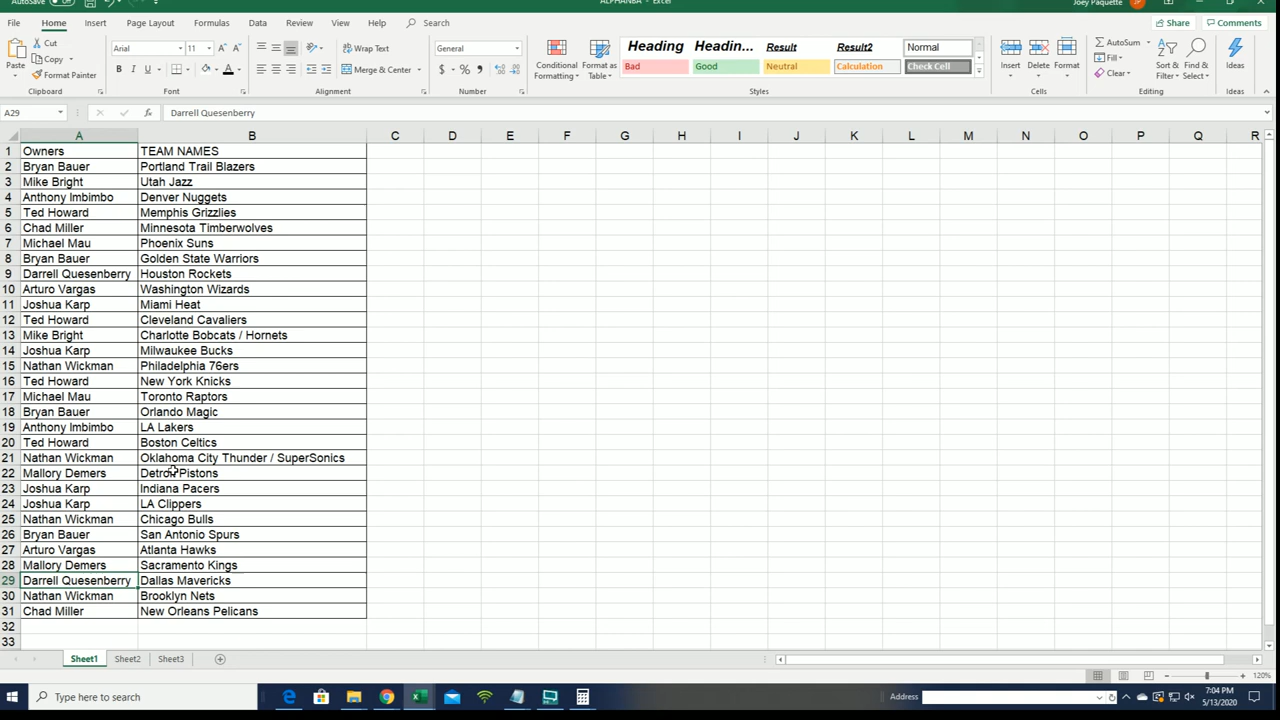 AutoSave Off ALPHANBA - Excel Joey Paquette JP
File Home Insert Page Layout Formulas Data Review View Help Search Share Comments
Paste Cut Copy Format Painter Clipboard
Arial 11 A A B I U A Font
Wrap Text Merge & Center Alignment
General $ % , Number
Conditional Formatting Format as Table
Heading Headin... Result Result2 Normal
Bad Good Neutral Calculation Check Cell
Styles
Insert Delete Format Cells
AutoSum Fill Clear Sort & Filter Find & Select Editing
Ideas Ideas
A29 fx Darrell Quesenberry
A B C D E F G H I J K L M N O P Q R
1 Owners TEAM NAMES
2 Bryan Bauer Portland Trail Blazers
3 Mike Bright Utah Jazz
4 Anthony Imbimbo Denver Nuggets
5 Ted Howard Memphis Grizzlies
6 Chad Miller Minnesota Timberwolves
7 Michael Mau Phoenix Suns
8 Bryan Bauer Golden State Warriors
9 Darrell Quesenberry Houston Rockets
10 Arturo Vargas Washington Wizards
11 Joshua Karp Miami Heat
12 Ted Howard Cleveland Cavaliers
13 Mike Bright Charlotte Bobcats / Hornets
14 Joshua Karp Milwaukee Bucks
15 Nathan Wickman Philadelphia 76ers
16 Ted Howard New York Knicks
17 Michael Mau Toronto Raptors
18 Bryan Bauer Orlando Magic
19 Anthony Imbimbo LA Lakers
20 Ted Howard Boston Celtics
21 Nathan Wickman Oklahoma City Thunder / SuperSonics
22 Mallory Demers Detroit Pistons
23 Joshua Karp Indiana Pacers
24 Joshua Karp LA Clippers
25 Nathan Wickman Chicago Bulls
26 Bryan Bauer San Antonio Spurs
27 Arturo Vargas Atlanta Hawks
28 Mallory Demers Sacramento Kings
29 Darrell Quesenberry Dallas Mavericks
30 Nathan Wickman Brooklyn Nets
31 Chad Miller New Orleans Pelicans
32
33
Sheet1 Sheet2 Sheet3
120%
Type here to search Address 7:04 PM
5/13/2020